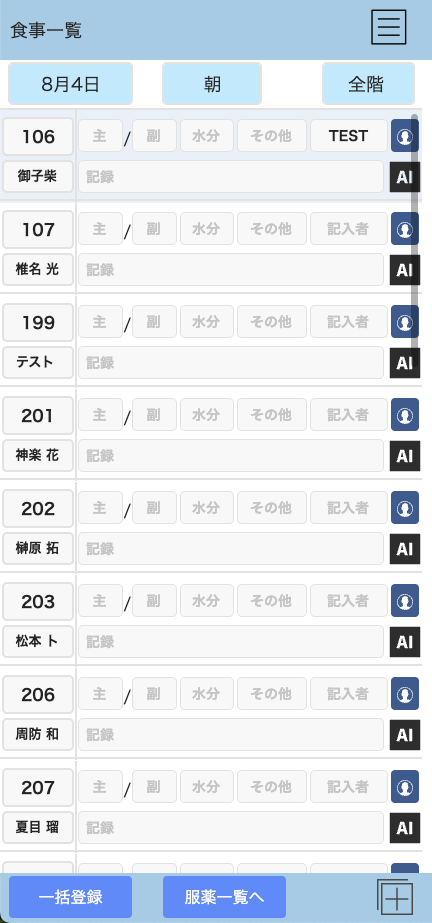 食事一覧
8月4日 朝 全階
106 主 / 副 水分 その他 TEST
御子柴 記録 AI
107 主 / 副 水分 その他 記入者
椎名 光 記録 AI
199 主 / 副 水分 その他 記入者
テスト 記録 AI
201 主 / 副 水分 その他 記入者
神楽 花 記録 AI
202 主 / 副 水分 その他 記入者
榊原 拓 記録 AI
203 主 / 副 水分 その他 記入者
松本 ト 記録 AI
206 主 / 副 水分 その他 記入者
周防 和 記録 AI
207 主 / 副 水分 その他 記入者
夏目 瑠 記録 AI
一括登録 服薬一覧へ